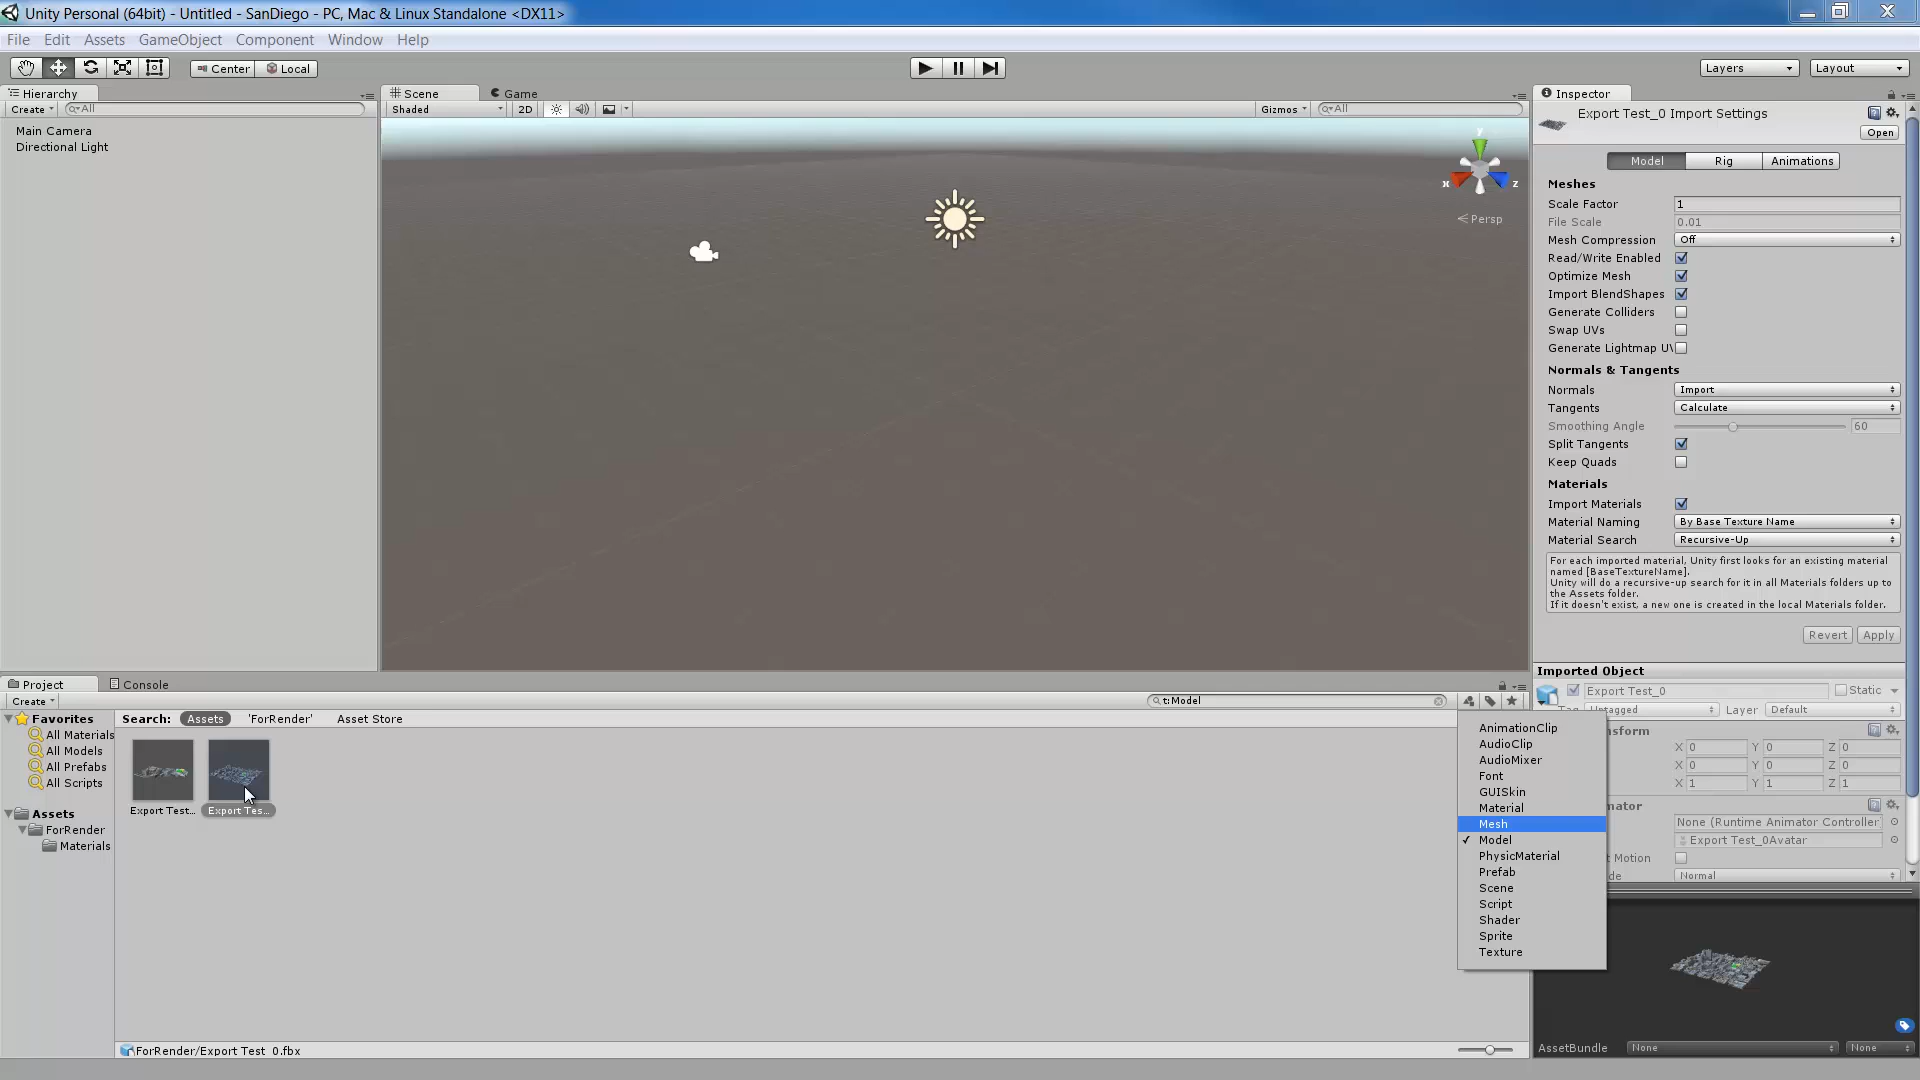 Unity Personal (64bit) - Untitled - SanDiego - PC, Mac & Linux Standalone <DX11>
File Edit Assets GameObject Component Window Help
Center Local Layers Layout
Hierarchy
Create All
Main Camera
Directional Light
Scene Game
Shaded 2D Gizmos All
y
x z
Persp
Inspector
Export Test_0 Import Settings
Open
Model Rig Animations
Meshes
Scale Factor 1
File Scale 0.01
Mesh Compression Off
Read/Write Enabled
Optimize Mesh
Import BlendShapes
Generate Colliders
Swap UVs
Generate Lightmap U
Normals & Tangents
Normals Import
Tangents Calculate
Smoothing Angle 60
Split Tangents
Keep Quads
Materials
Import Materials
Material Naming By Base Texture Name
Material Search Recursive-Up
For each imported material, Unity first looks for an existing material
named [BaseTextureName].
Unity will do a recursive-up search for it in all Materials folders up to
the Assets folder.
If it doesn't exist, a new one is created in the local Materials folder.
Revert Apply
Imported Object
Export Test_0 Static
Untagged Layer Default
X 0 Y 0 Z 0
X 0 Y 0 Z 0
X 1 Y 1 Z 1
None (Runtime Animator Controller
Export Test_0Avatar
Motion
Normal
AssetBundle None None
Project Console
Create t:Model
Favorites
All Materials
All Models
All Prefabs
All Scripts
Assets
ForRender
Materials
Search: Assets 'ForRender' Asset Store
Export Test... Export Tes...
AnimationClip
AudioClip
AudioMixer
Font
GUISkin
Material
Mesh
Model
PhysicMaterial
Prefab
Scene
Script
Shader
Sprite
Texture
ForRender/Export Test_0.fbx